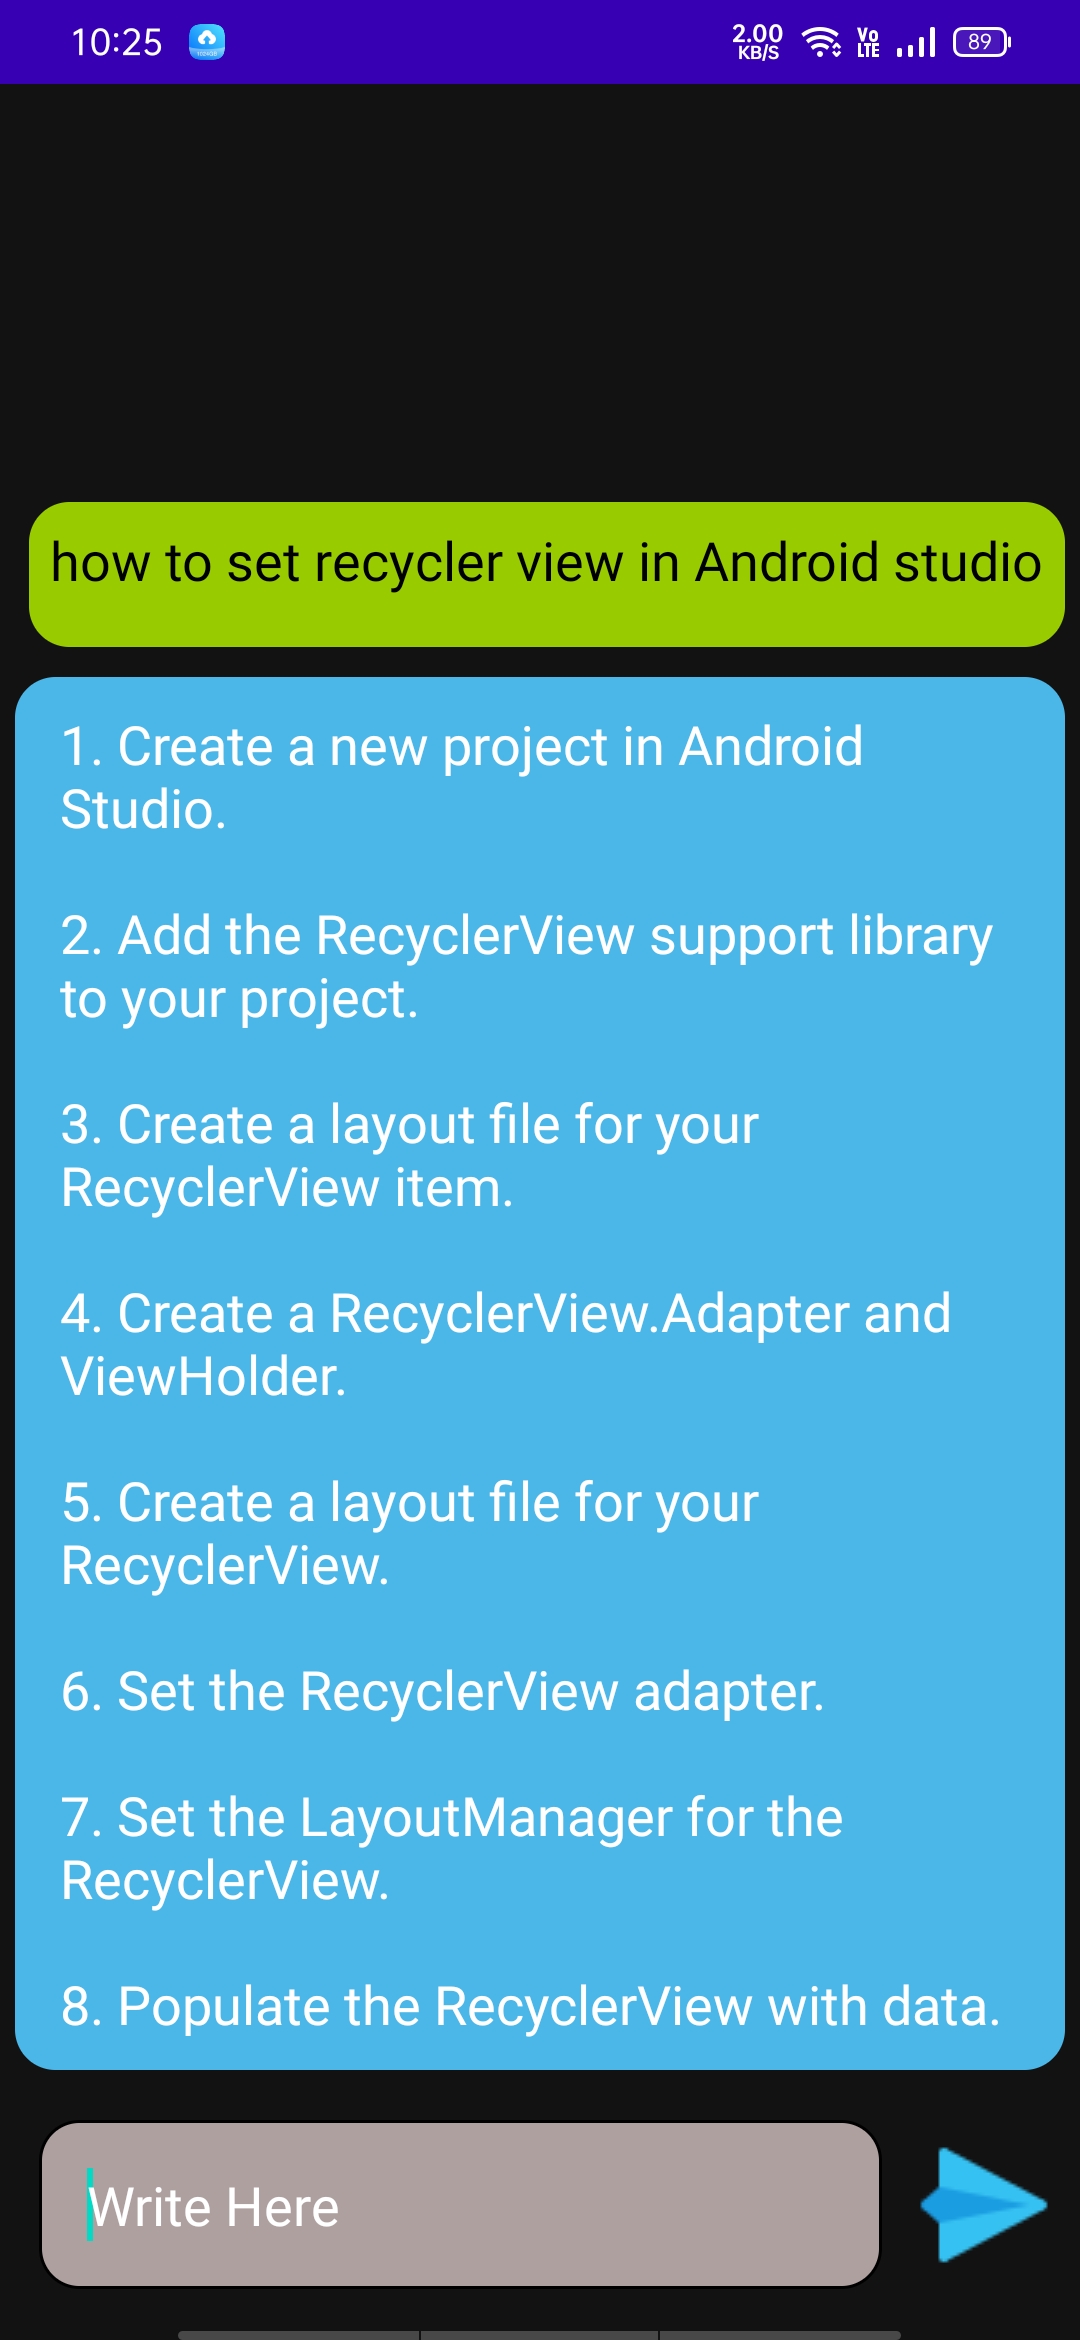 10:25
2.00
KB/S
Vo
LTE
89
how to set recycler view in Android studio
1. Create a new project in Android
Studio.
2. Add the RecyclerView support library
to your project.
3. Create a layout file for your
RecyclerView item.
4. Create a RecyclerView.Adapter and
ViewHolder.
5. Create a layout file for your
RecyclerView.
6. Set the RecyclerView adapter.
7. Set the LayoutManager for the
RecyclerView.
8. Populate the RecyclerView with data.
Write Here